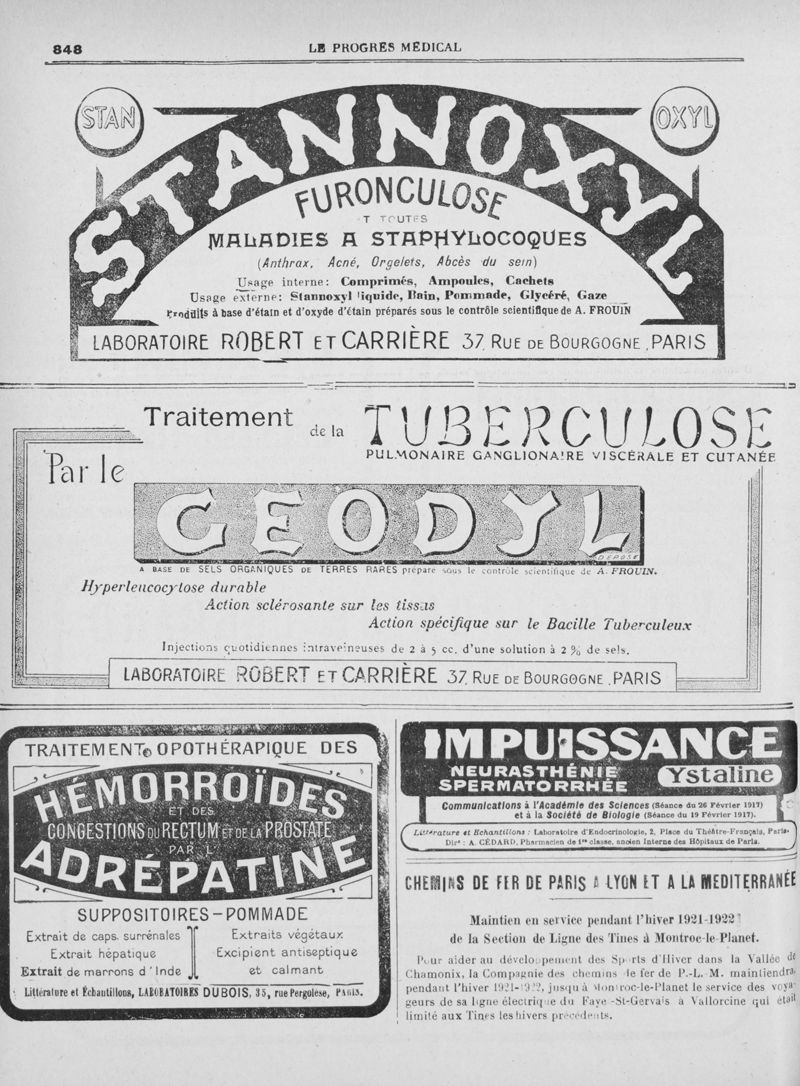 848
LE PROGRÈS MÉDICAL
STAN
OXYL
STANNOXYL
FURONCULOSE
T TOUTES
MALADIES A STAPHYLOCOQUES
(Anthrax, Acné, Orgelets, Abcès du sein)
Usage interne: Comprimés, Ampoules, Cachets
Usage externe: Stannoxyl liquide, Bain, Pommade, Glycéré, Gaze
Produits à base d'étain et d'oxyde d'étain préparés sous le contrôle scientifique de A. FROUIN
LABORATOIRE ROBERT ET CARRIÈRE 37, RUE DE BOURGOGNE, PARIS
Traitement de la TUBERCULOSE
PULMONAIRE GANGLIONAIRE VISCÉRALE ET CUTANÉE
Par le
GEODYL
DÉPOSÉ
A BASE DE SELS ORGANIQUES DE TERRES RARES préparé sous le contrôle scientifique de A. FROUIN.
Hyperleucocytose durable
Action sclérosante sur les tissus
Action spécifique sur le Bacille Tuberculeux
Injections quotidiennes intraveineuses de 2 à 5 cc. d'une solution à 2 % de sels.
LABORATOIRE ROBERT ET CARRIÈRE 37, RUE DE BOURGOGNE, PARIS
TRAITEMENT OPOTHÉRAPIQUE DES
HÉMORROÏDES
ET DES
CONGESTIONS DU RECTUM ET DE LA PROSTATE
PAR L'
ADRÉPATINE
SUPPOSITOIRES - POMMADE
Extrait de caps. surrénales
Extrait hépatique
Extrait de marrons d'Inde
Extraits végétaux
Excipient antiseptique
et calmant
Littérature et Échantillons, LABORATOIRES DUBOIS, 35, rue Pergolèse, PARIS.
IMPUISSANCE
NEURASTHÉNIE
SPERMATORRHÉE
Ystaline
Communications à l'Académie des Sciences (Séance du 26 Février 1917)
et à la Société de Biologie (Séance du 19 Février 1917).
Littérature et Echantillons : Laboratoire d'Endocrinologie, 2, Place du Théâtre-Français, Paris-
Dir' : A. CÉDARD, Pharmacien de 1re classe, ancien Interne des Hôpitaux de Paris.
CHEMINS DE FER DE PARIS A LYON ET A LA MEDITERRANÉE
Maintien en service pendant l'hiver 1921-1922
de la Section de Ligne des Tines à Montroc-le-Planet.
Pour aider au développement des Sports d'Hiver dans la Vallée de
Chamonix, la Compagnie des chemins de fer de P.-L.-M. maintiendra,
pendant l'hiver 1921-1922, jusqu'à Montroc-le-Planet le service des voya-
geurs de sa ligne électrique du Faye-St-Gervais à Vallorcine qui était
limité aux Tines les hivers précédents.